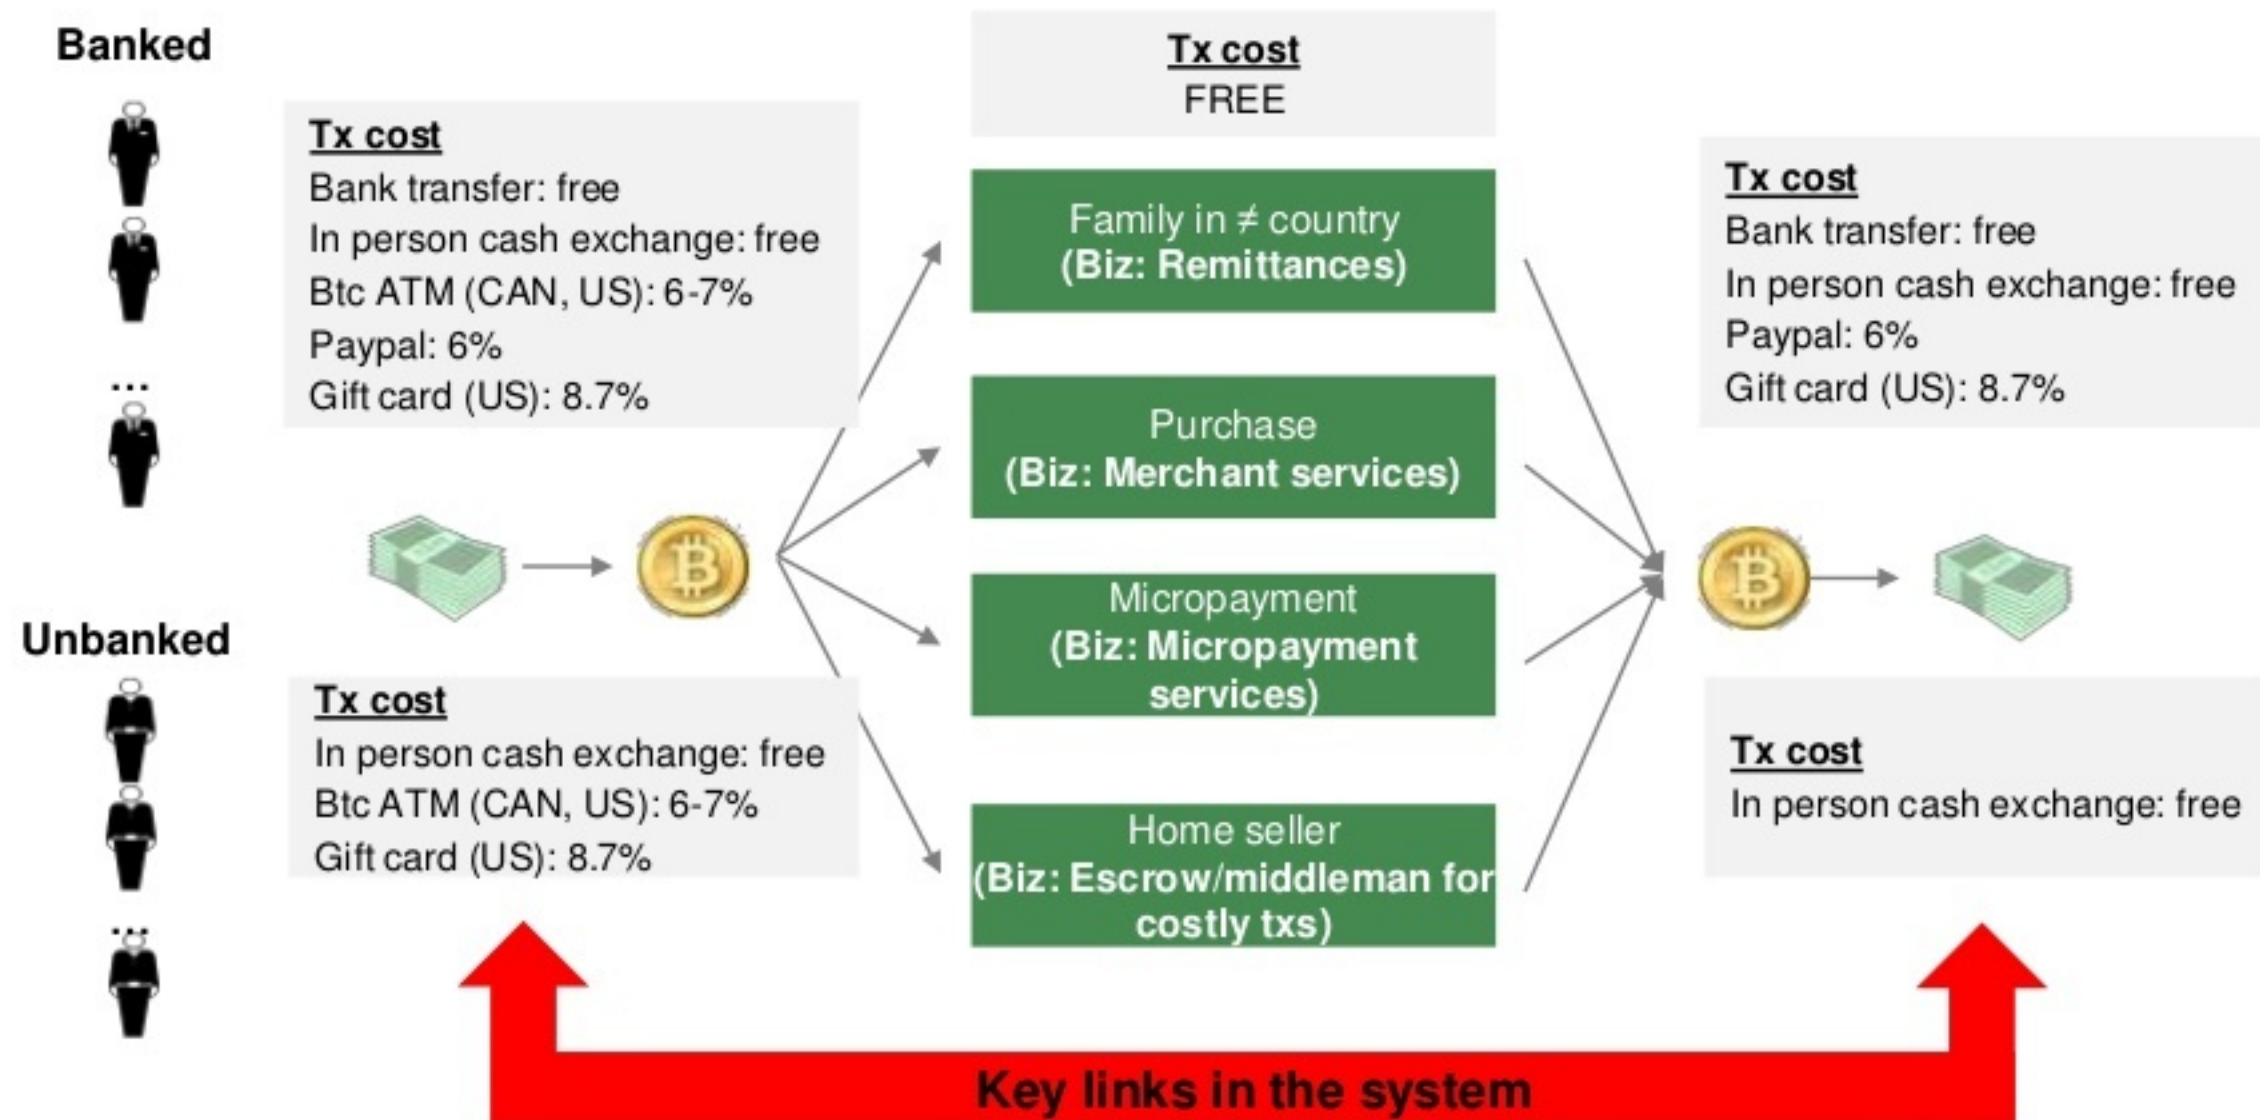 Banked
Tx cost
Bank transfer: free
In person cash exchange: free
Btc ATM (CAN, US): 6-7%
Paypal: 6%
Gift card (US): 8.7%
...
Unbanked
Tx cost
In person cash exchange: free
Btc ATM (CAN, US): 6-7%
Gift card (US): 8.7%
...
Tx cost
FREE
Family in ≠ country
(Biz: Remittances)
Purchase
(Biz: Merchant services)
Micropayment
(Biz: Micropayment
services)
Home seller
(Biz: Escrow/middleman for
costly txs)
Tx cost
Bank transfer: free
In person cash exchange: free
Paypal: 6%
Gift card (US): 8.7%
Tx cost
In person cash exchange: free
Key links in the system